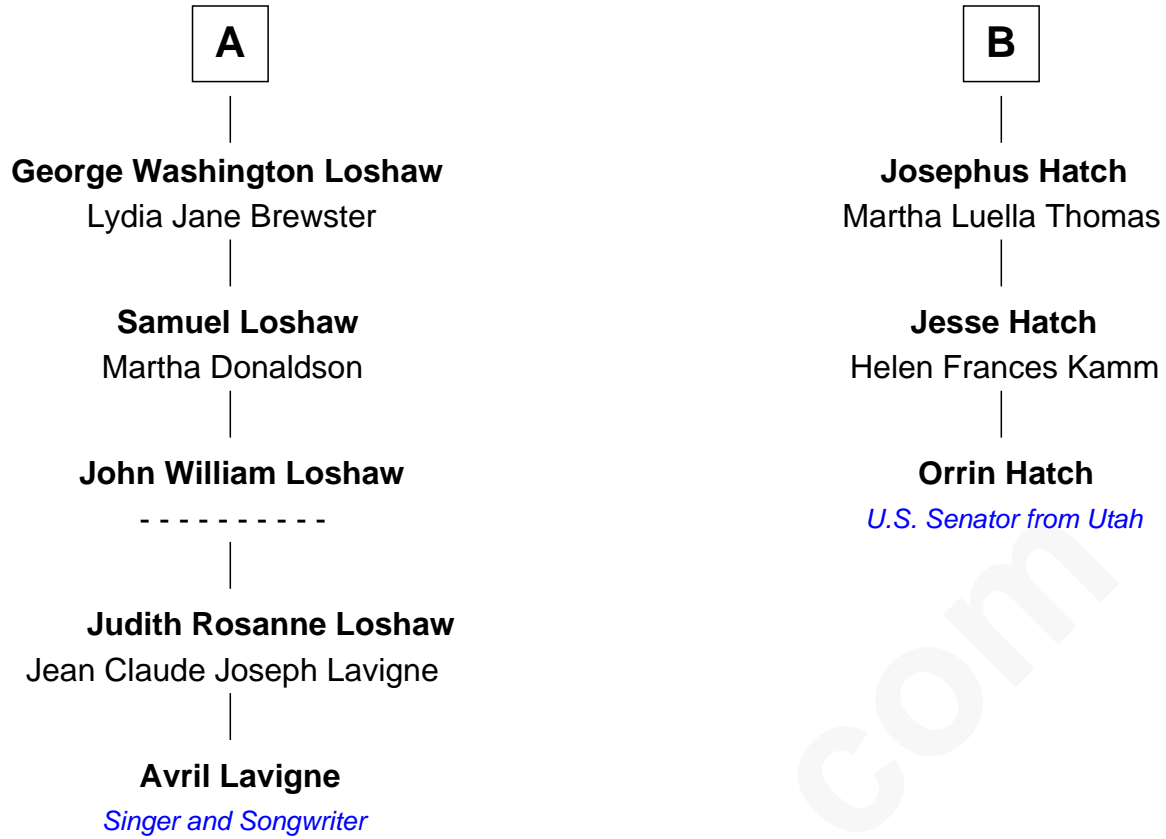 A
George Washington Loshaw
Lydia Jane Brewster
Samuel Loshaw
Martha Donaldson
John William Loshaw
- - - - - - - - - -
Judith Rosanne Loshaw
Jean Claude Joseph Lavigne
Avril Lavigne
Singer and Songwriter
B
Josephus Hatch
Martha Luella Thomas
Jesse Hatch
Helen Frances Kamm
Orrin Hatch
U.S. Senator from Utah
com